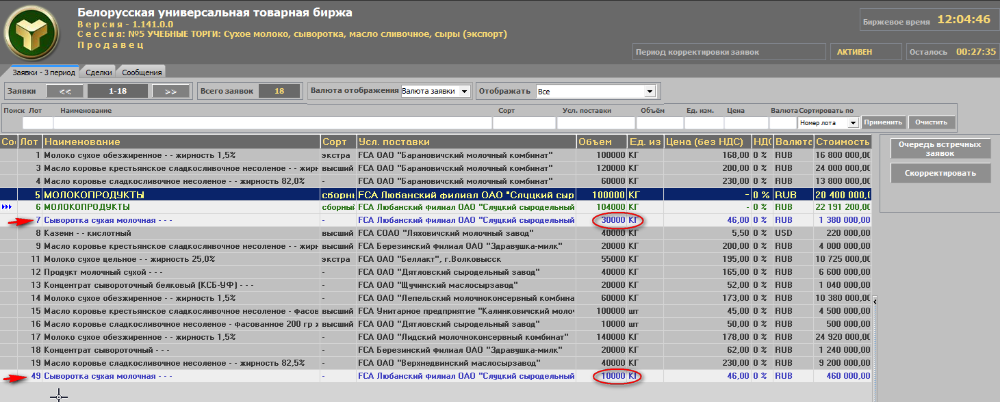 Белорусская универсальная товарная биржа
Версия - 1.141.0.0
Сессия: №5 УЧЕБНЫЕ ТОРГИ: Сухое молоко, сыворотка, масло сливочное, сыры (экспорт)
Продавец
Биржевое время 12:04:46
Период корректировки заявок АКТИВЕН Осталось 00:27:35
Заявки - 3 период Сделки Сообщения
Заявки << 1-18 >> Всего заявок 18 Валюта отображения Валюта заявки Отображать Все
Поиск Лот Наименование Сорт Усл. поставки Объём Ед. изм. Цена Валюта Сортировать по
Номер лота Применить Очистить
Со Лот Наименование Сорт Усл. поставки Объем Ед. из Цена (без НДС) НДС Валюте Стоимость
1 Молоко сухое обезжиренное - - жирность 1,5% экстра FCA ОАО "Барановичский молочный комбинат" 100000 КГ 168,00 0 % RUB 16 800 000,00
3 Масло коровье крестьянское сладкосливочное несоленое - - жирн высший FCA ОАО "Барановичский молочный комбинат" 120000 КГ 200,00 0 % RUB 24 000 000,00
4 Масло коровье сладкосливочное несоленое - - жирность 82,0% - FCA ОАО "Барановичский молочный комбинат" 60000 КГ 230,00 0 % RUB 13 800 000,00
5 МОЛОКОПРОДУКТЫ сборны FCA Любанский филиал ОАО "Слуцкий сыр 100000 КГ - 0 % RUB 20 400 000,(
6 МОЛОКОПРОДУКТЫ сборный FCA Любанский филиал ОАО "Слуцкий сыродельный 104000 КГ - 0 % RUB 22 191 200,00
7 Сыворотка сухая молочная - - - - FCA Любанский филиал ОАО "Слуцкий сыродельный 30000 КГ 46,00 0 % RUB 1 380 000,00
8 Казеин - - кислотный высший FCA СОАО "Ляховичский молочный завод" 40000 КГ 5,50 0 % USD 220 000,00
9 Масло коровье крестьянское сладкосливочное несоленое - - жирн высший FCA Березинский филиал ОАО "Здравушка-милк" 20000 КГ 200,00 0 % RUB 4 000 000,00
11 Молоко сухое цельное - - жирность 25,0% экстра FCA ОАО "Беллакт", г.Волковысск 55000 КГ 195,00 0 % RUB 10 725 000,00
12 Продукт молочный сухой - - - - FCA ОАО "Дятловский сыродельный завод" 40000 КГ 165,00 0 % RUB 6 600 000,00
13 Концентрат сывороточный белковый (КСБ-УФ) - - - - FCA ОАО "Щучинский маслосырзавод" 20000 КГ 52,00 0 % RUB 1 040 000,00
14 Молоко сухое обезжиренное - - жирность 1,5% - FCA ОАО "Лепельский молочноконсервный комбина 60000 КГ 173,00 0 % RUB 10 380 000,00
15 Масло коровье сладкосливочное несоленое - фасов высший FCA Унитарное предприятие "Калинковичский молоч 100000 шт 45,00 0 % RUB 4 500 000,00
16 Масло коровье сладкосливочное несоленое - фасованное 200 гр ж высший FCA ОАО "Дятловский сыродельный завод" 10000 шт 50,00 0 % RUB 500 000,00
17 Молоко сухое обезжиренное - - жирность 1,5% - FCA ОАО "Лидский молочноконсервный комбинат" 140000 КГ 178,00 0 % RUB 24 920 000,00
18 Концентрат сывороточный - - - - FCA Березинский филиал ОАО "Здравушка-милк" 20000 КГ 62,00 0 % RUB 1 240 000,00
19 Масло коровье сладкосливочное несоленое - - жирность 82,5% - FCA ОАО "Верхнедвинский маслосырзавод" 40000 КГ 230,00 0 % RUB 9 200 000,00
49 Сыворотка сухая молочная - - - - FCA Любанский филиал ОАО "Слуцкий сыродельный 10000 КГ 46,00 0 % RUB 460 000,00
Очередь встречных
заявок
Скорректировать